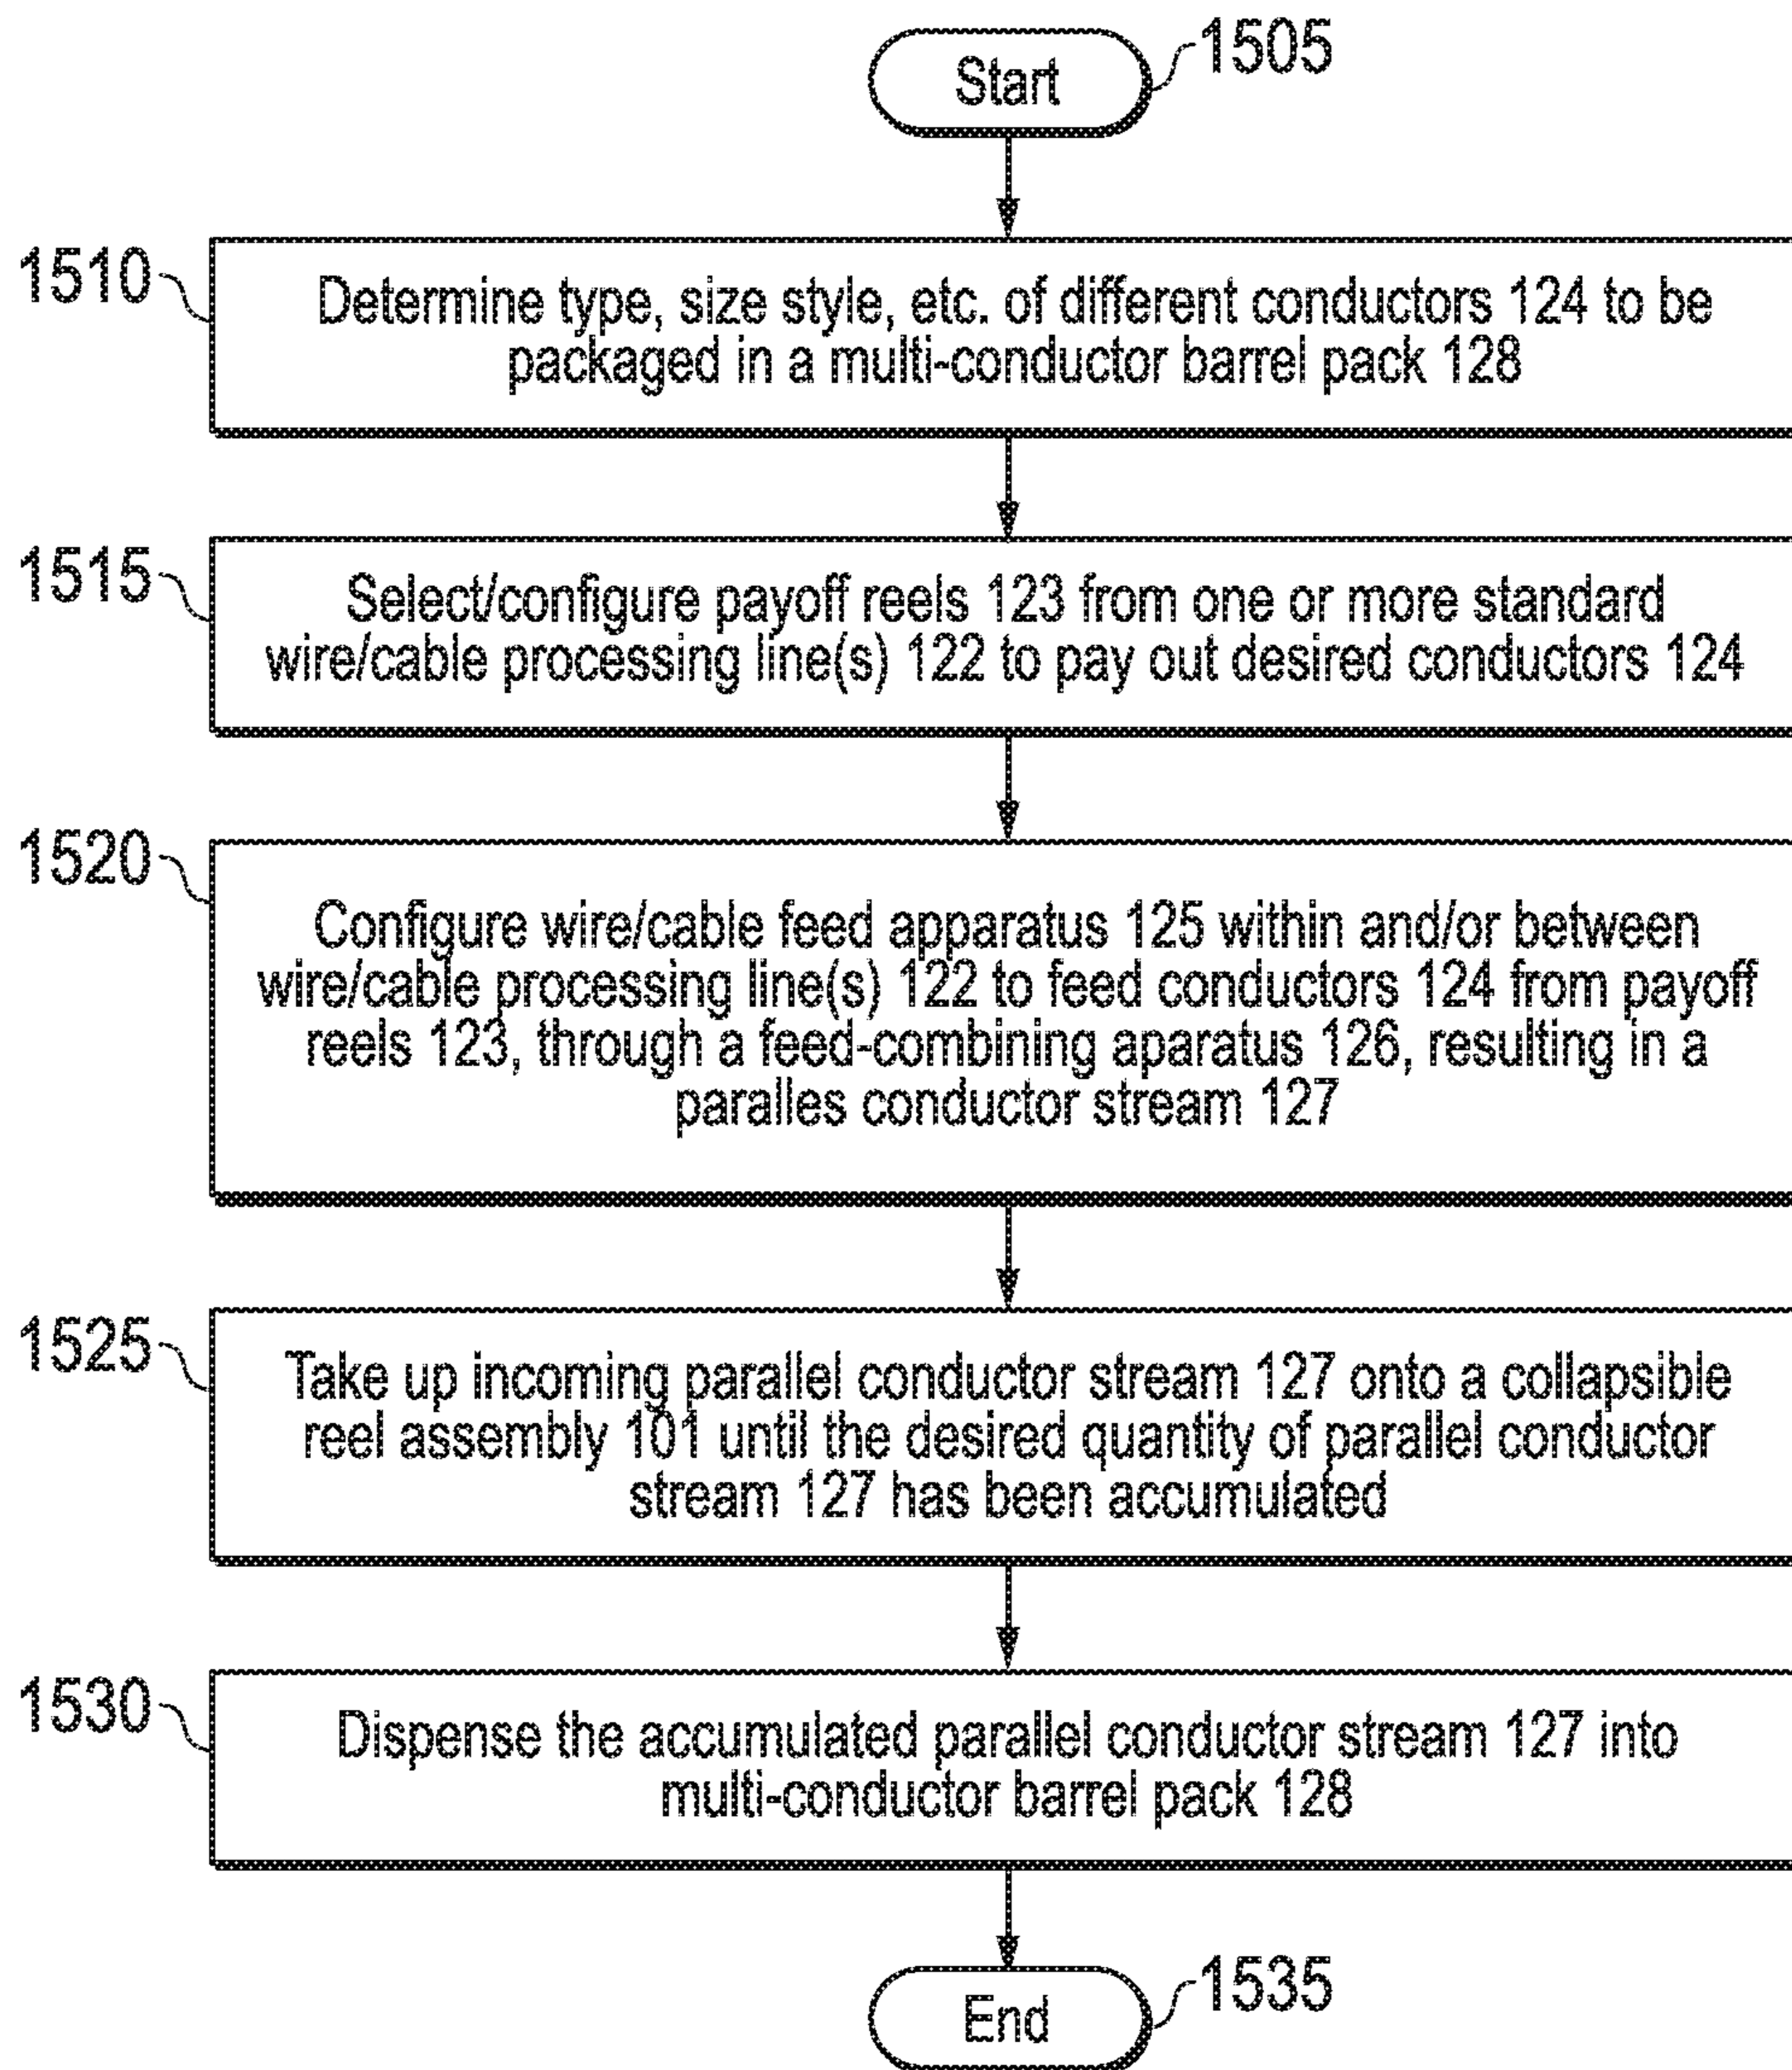 Start
1505
1510
Determine type, size style, etc. of different conductors 124 to be
packaged in a multi-conductor barrel pack 128
1515
Select/configure payoff reels 123 from one or more standard
wire/cable processing line(s) 122 to pay out desired conductors 124
1520
Configure wire/cable feed apparatus 125 within and/or between
wire/cable processing line(s) 122 to feed conductors 124 from payoff
reels 123, through a feed-combining aparatus 126, resulting in a
paralles conductor stream 127
1525
Take up incoming parallel conductor stream 127 onto a collapsible
reel assembly 101 until the desired quantity of parallel conductor
stream 127 has been accumulated
1530
Dispense the accumulated parallel conductor stream 127 into
multi-conductor barrel pack 128
End
1535